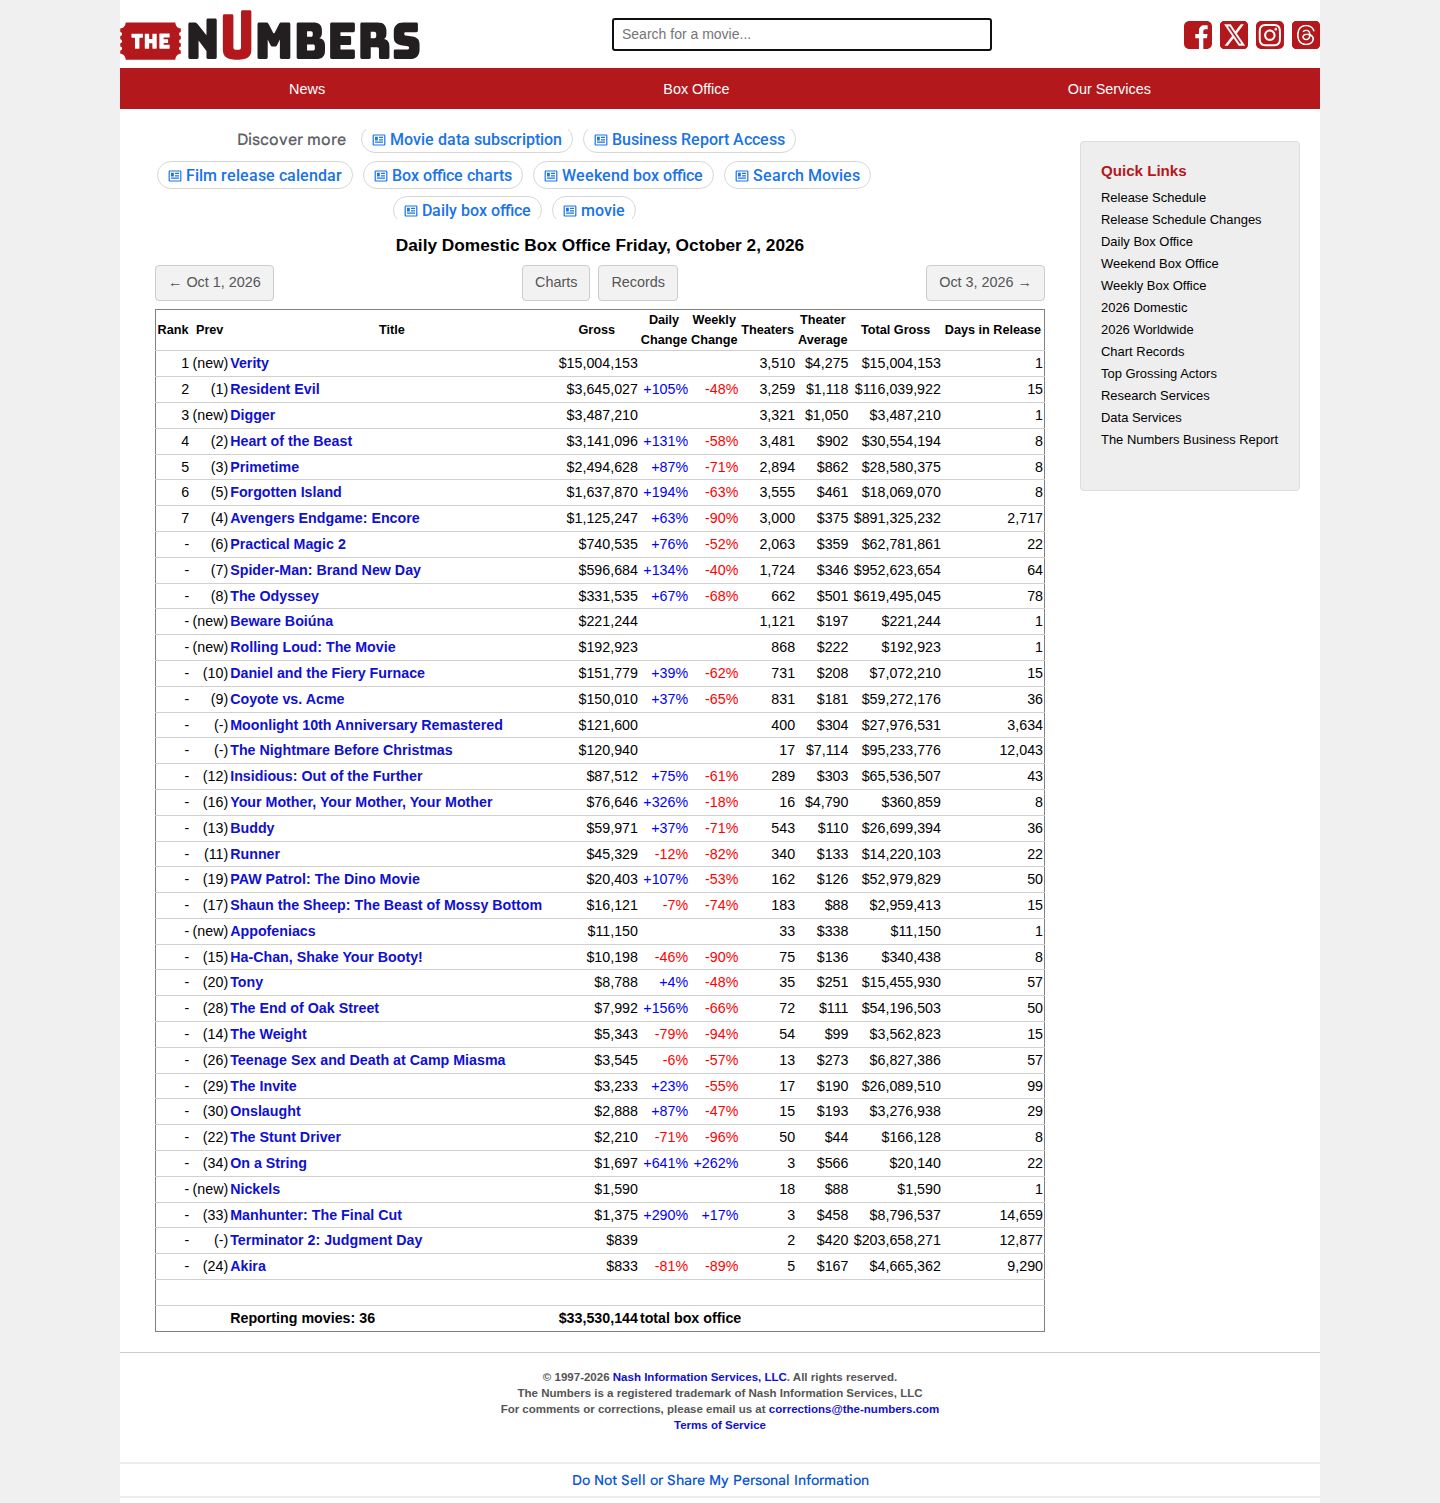 THE NUMBERS
Search for a movie...
News Box Office Our Services
Discover more Movie data subscription Business Report Access
Film release calendar Box office charts Weekend box office Search Movies
Daily box office movie
Quick Links
Release Schedule
Release Schedule Changes
Daily Box Office
Weekend Box Office
Weekly Box Office
2026 Domestic
2026 Worldwide
Chart Records
Top Grossing Actors
Research Services
Data Services
The Numbers Business Report
Daily Domestic Box Office Friday, October 2, 2026
← Oct 1, 2026 Charts Records Oct 3, 2026 →
Rank Prev Title Gross Daily Change Weekly Change Theaters Theater Average Total Gross Days in Release
1 (new) Verity $15,004,153 3,510 $4,275 $15,004,153 1
2 (1) Resident Evil $3,645,027 +105% -48% 3,259 $1,118 $116,039,922 15
3 (new) Digger $3,487,210 3,321 $1,050 $3,487,210 1
4 (2) Heart of the Beast $3,141,096 +131% -58% 3,481 $902 $30,554,194 8
5 (3) Primetime $2,494,628 +87% -71% 2,894 $862 $28,580,375 8
6 (5) Forgotten Island $1,637,870 +194% -63% 3,555 $461 $18,069,070 8
7 (4) Avengers Endgame: Encore $1,125,247 +63% -90% 3,000 $375 $891,325,232 2,717
- (6) Practical Magic 2 $740,535 +76% -52% 2,063 $359 $62,781,861 22
- (7) Spider-Man: Brand New Day $596,684 +134% -40% 1,724 $346 $952,623,654 64
- (8) The Odyssey $331,535 +67% -68% 662 $501 $619,495,045 78
- (new) Beware Boiúna $221,244 1,121 $197 $221,244 1
- (new) Rolling Loud: The Movie $192,923 868 $222 $192,923 1
- (10) Daniel and the Fiery Furnace $151,779 +39% -62% 731 $208 $7,072,210 15
- (9) Coyote vs. Acme $150,010 +37% -65% 831 $181 $59,272,176 36
- (-) Moonlight 10th Anniversary Remastered $121,600 400 $304 $27,976,531 3,634
- (-) The Nightmare Before Christmas $120,940 17 $7,114 $95,233,776 12,043
- (12) Insidious: Out of the Further $87,512 +75% -61% 289 $303 $65,536,507 43
- (16) Your Mother, Your Mother, Your Mother $76,646 +326% -18% 16 $4,790 $360,859 8
- (13) Buddy $59,971 +37% -71% 543 $110 $26,699,394 36
- (11) Runner $45,329 -12% -82% 340 $133 $14,220,103 22
- (19) PAW Patrol: The Dino Movie $20,403 +107% -53% 162 $126 $52,979,829 50
- (17) Shaun the Sheep: The Beast of Mossy Bottom $16,121 -7% -74% 183 $88 $2,959,413 15
- (new) Appofeniacs $11,150 33 $338 $11,150 1
- (15) Ha-Chan, Shake Your Booty! $10,198 -46% -90% 75 $136 $340,438 8
- (20) Tony $8,788 +4% -48% 35 $251 $15,455,930 57
- (28) The End of Oak Street $7,992 +156% -66% 72 $111 $54,196,503 50
- (14) The Weight $5,343 -79% -94% 54 $99 $3,562,823 15
- (26) Teenage Sex and Death at Camp Miasma $3,545 -6% -57% 13 $273 $6,827,386 57
- (29) The Invite $3,233 +23% -55% 17 $190 $26,089,510 99
- (30) Onslaught $2,888 +87% -47% 15 $193 $3,276,938 29
- (22) The Stunt Driver $2,210 -71% -96% 50 $44 $166,128 8
- (34) On a String $1,697 +641% +262% 3 $566 $20,140 22
- (new) Nickels $1,590 18 $88 $1,590 1
- (33) Manhunter: The Final Cut $1,375 +290% +17% 3 $458 $8,796,537 14,659
- (-) Terminator 2: Judgment Day $839 2 $420 $203,658,271 12,877
- (24) Akira $833 -81% -89% 5 $167 $4,665,362 9,290
Reporting movies: 36 $33,530,144 total box office
© 1997-2026 Nash Information Services, LLC. All rights reserved.
The Numbers is a registered trademark of Nash Information Services, LLC
For comments or corrections, please email us at corrections@the-numbers.com
Terms of Service
Do Not Sell or Share My Personal Information